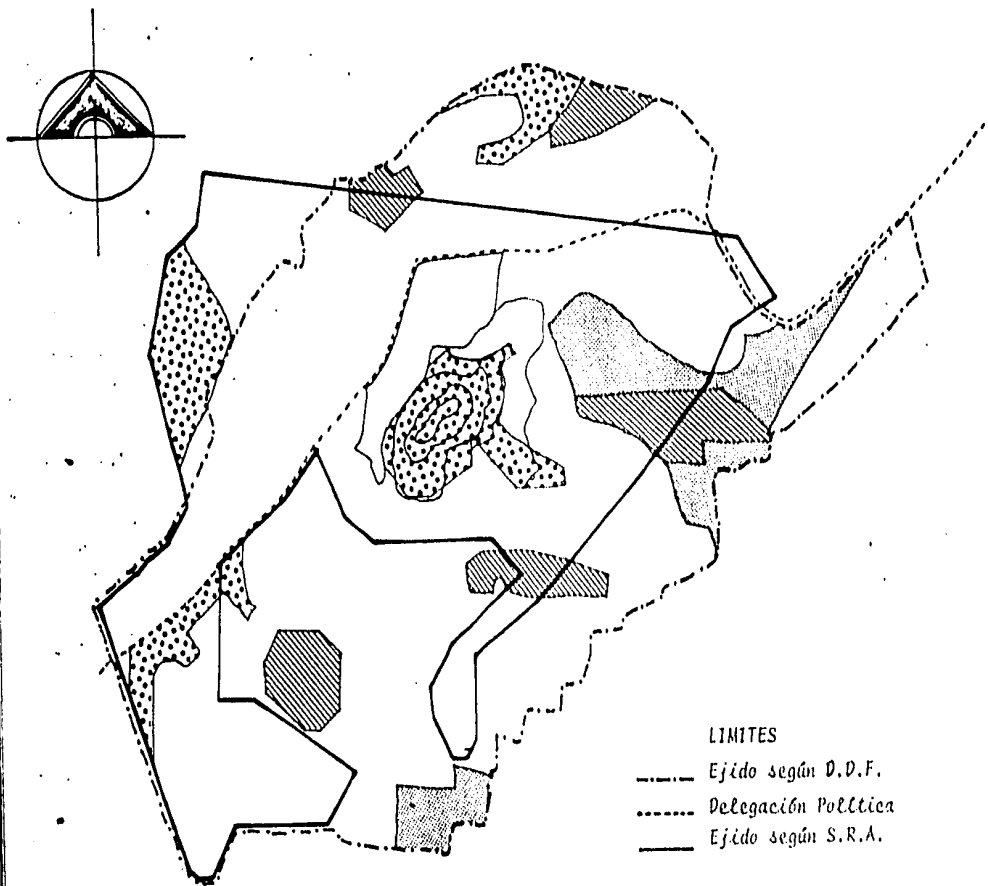 LIMITES
Ejido según D.D.F.
Delegación Política
Ejido según S.R.A.